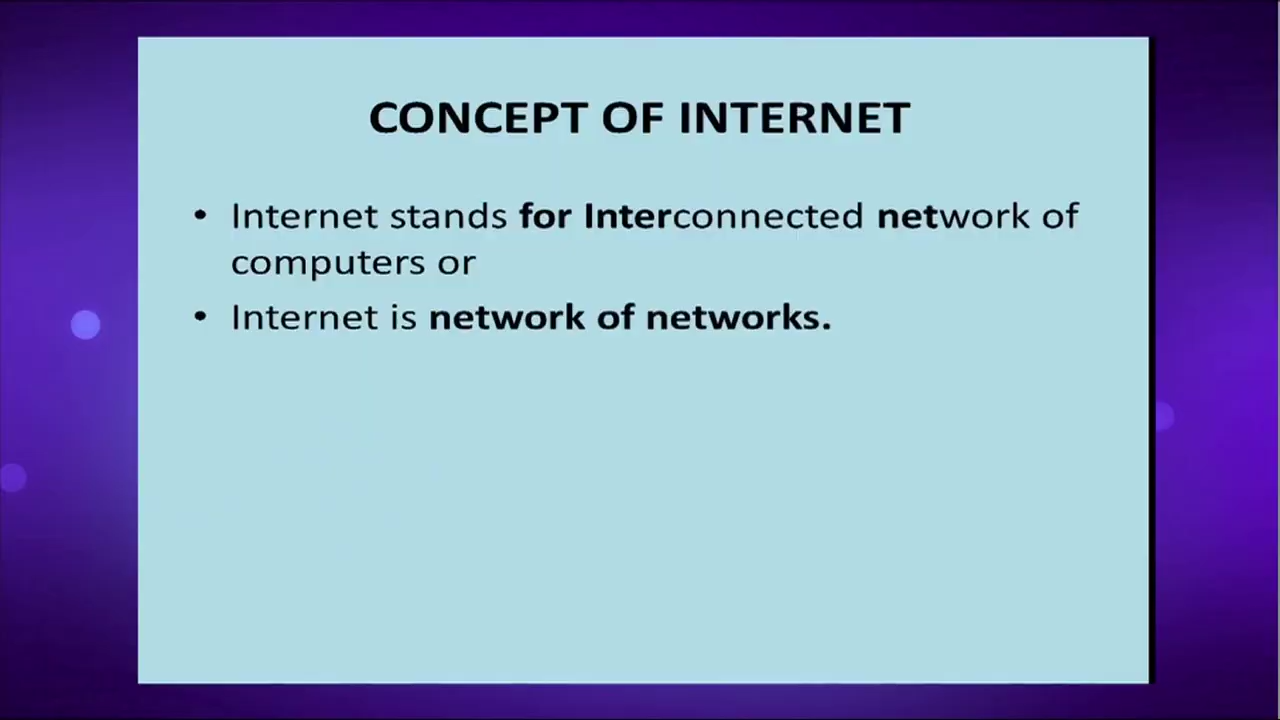 CONCEPT OF INTERNET
• Internet stands for Interconnected network of
computers or
• Internet is network of networks.